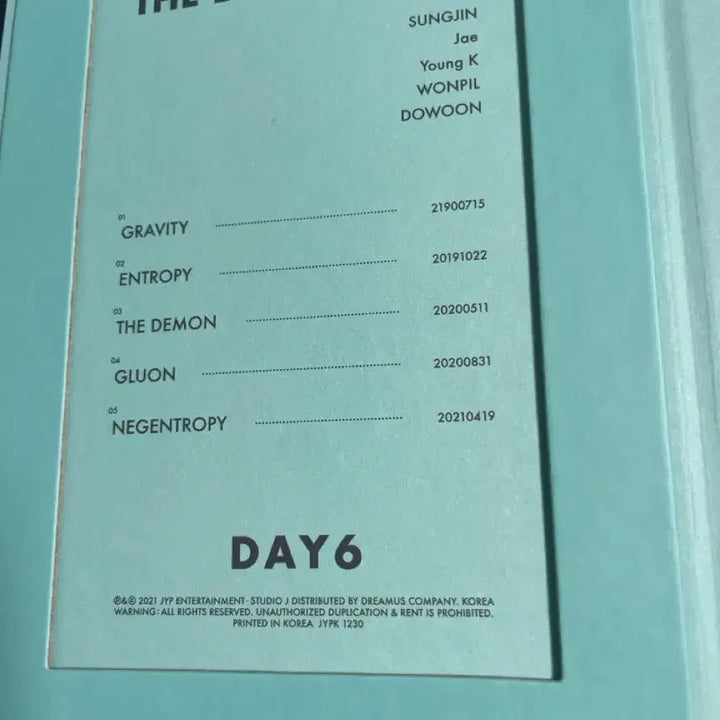 THE
SUNGJIN
Jae
Young K
WONPIL
DOWOON
01
GRAVITY 21900715
02
ENTROPY 20191022
03
THE DEMON 20200511
04
GLUON 20200831
05
NEGENTROPY 20210419
DAY6
℗&© 2021 JYP ENTERTAINMENT· STUDIO J DISTRIBUTED BY DREAMUS COMPANY. KOREA
WARNING: ALL RIGHTS RESERVED. UNAUTHORIZED DUPLICATION & RENT IS PROHIBITED.
PRINTED IN KOREA JYPK 1230